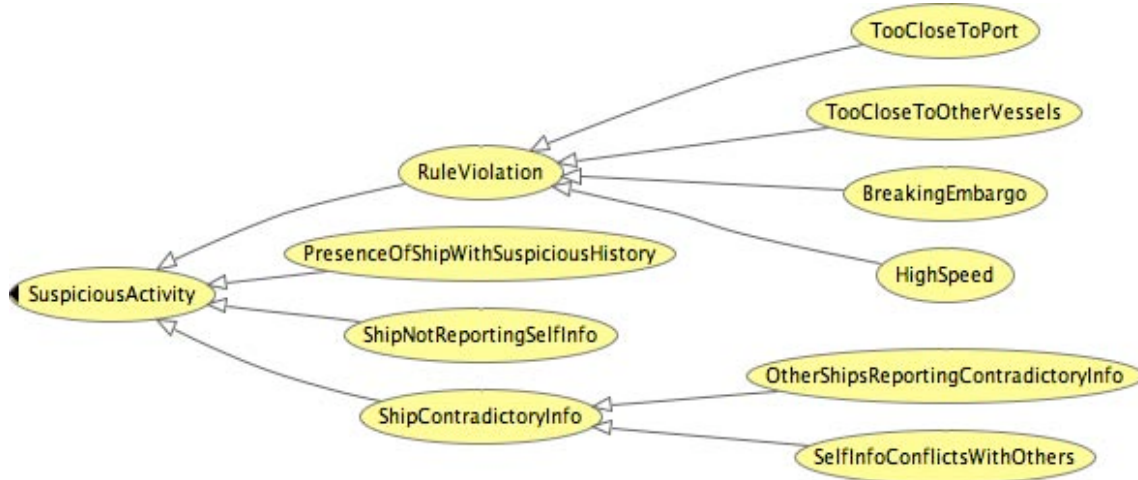 TooCloseToPort
TooCloseToOtherVessels
RuleViolation
BreakingEmbargo
PresenceOfShipWithSuspiciousHistory
HighSpeed
SuspiciousActivity
ShipNotReportingSelfInfo
OtherShipsReportingContradictoryInfo
ShipContradictoryInfo
SelfInfoConflictsWithOthers